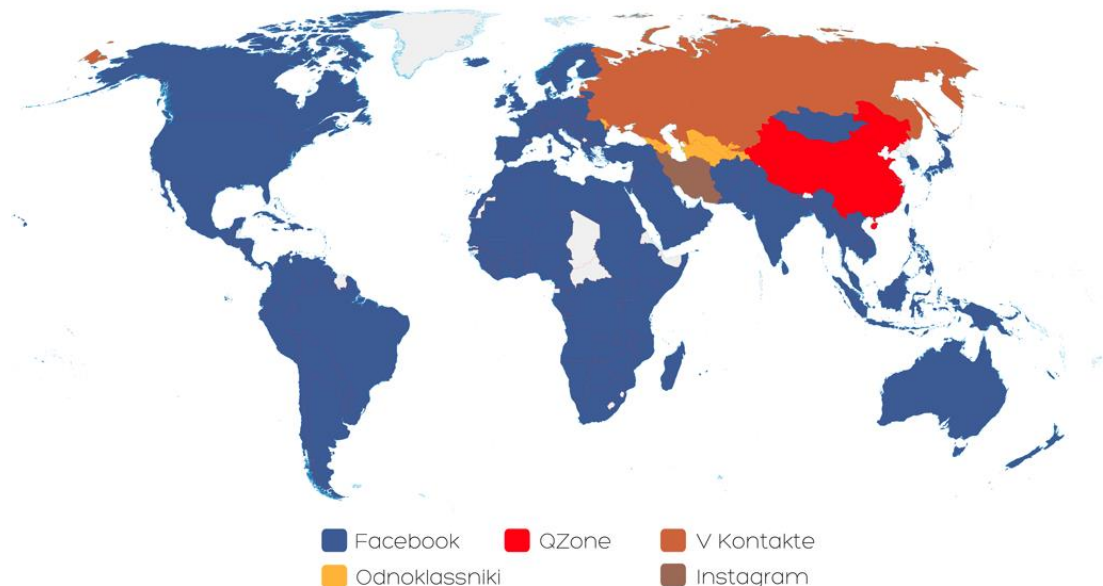 Facebook
QZone
V Kontakte
Odnoklassniki
Instagram